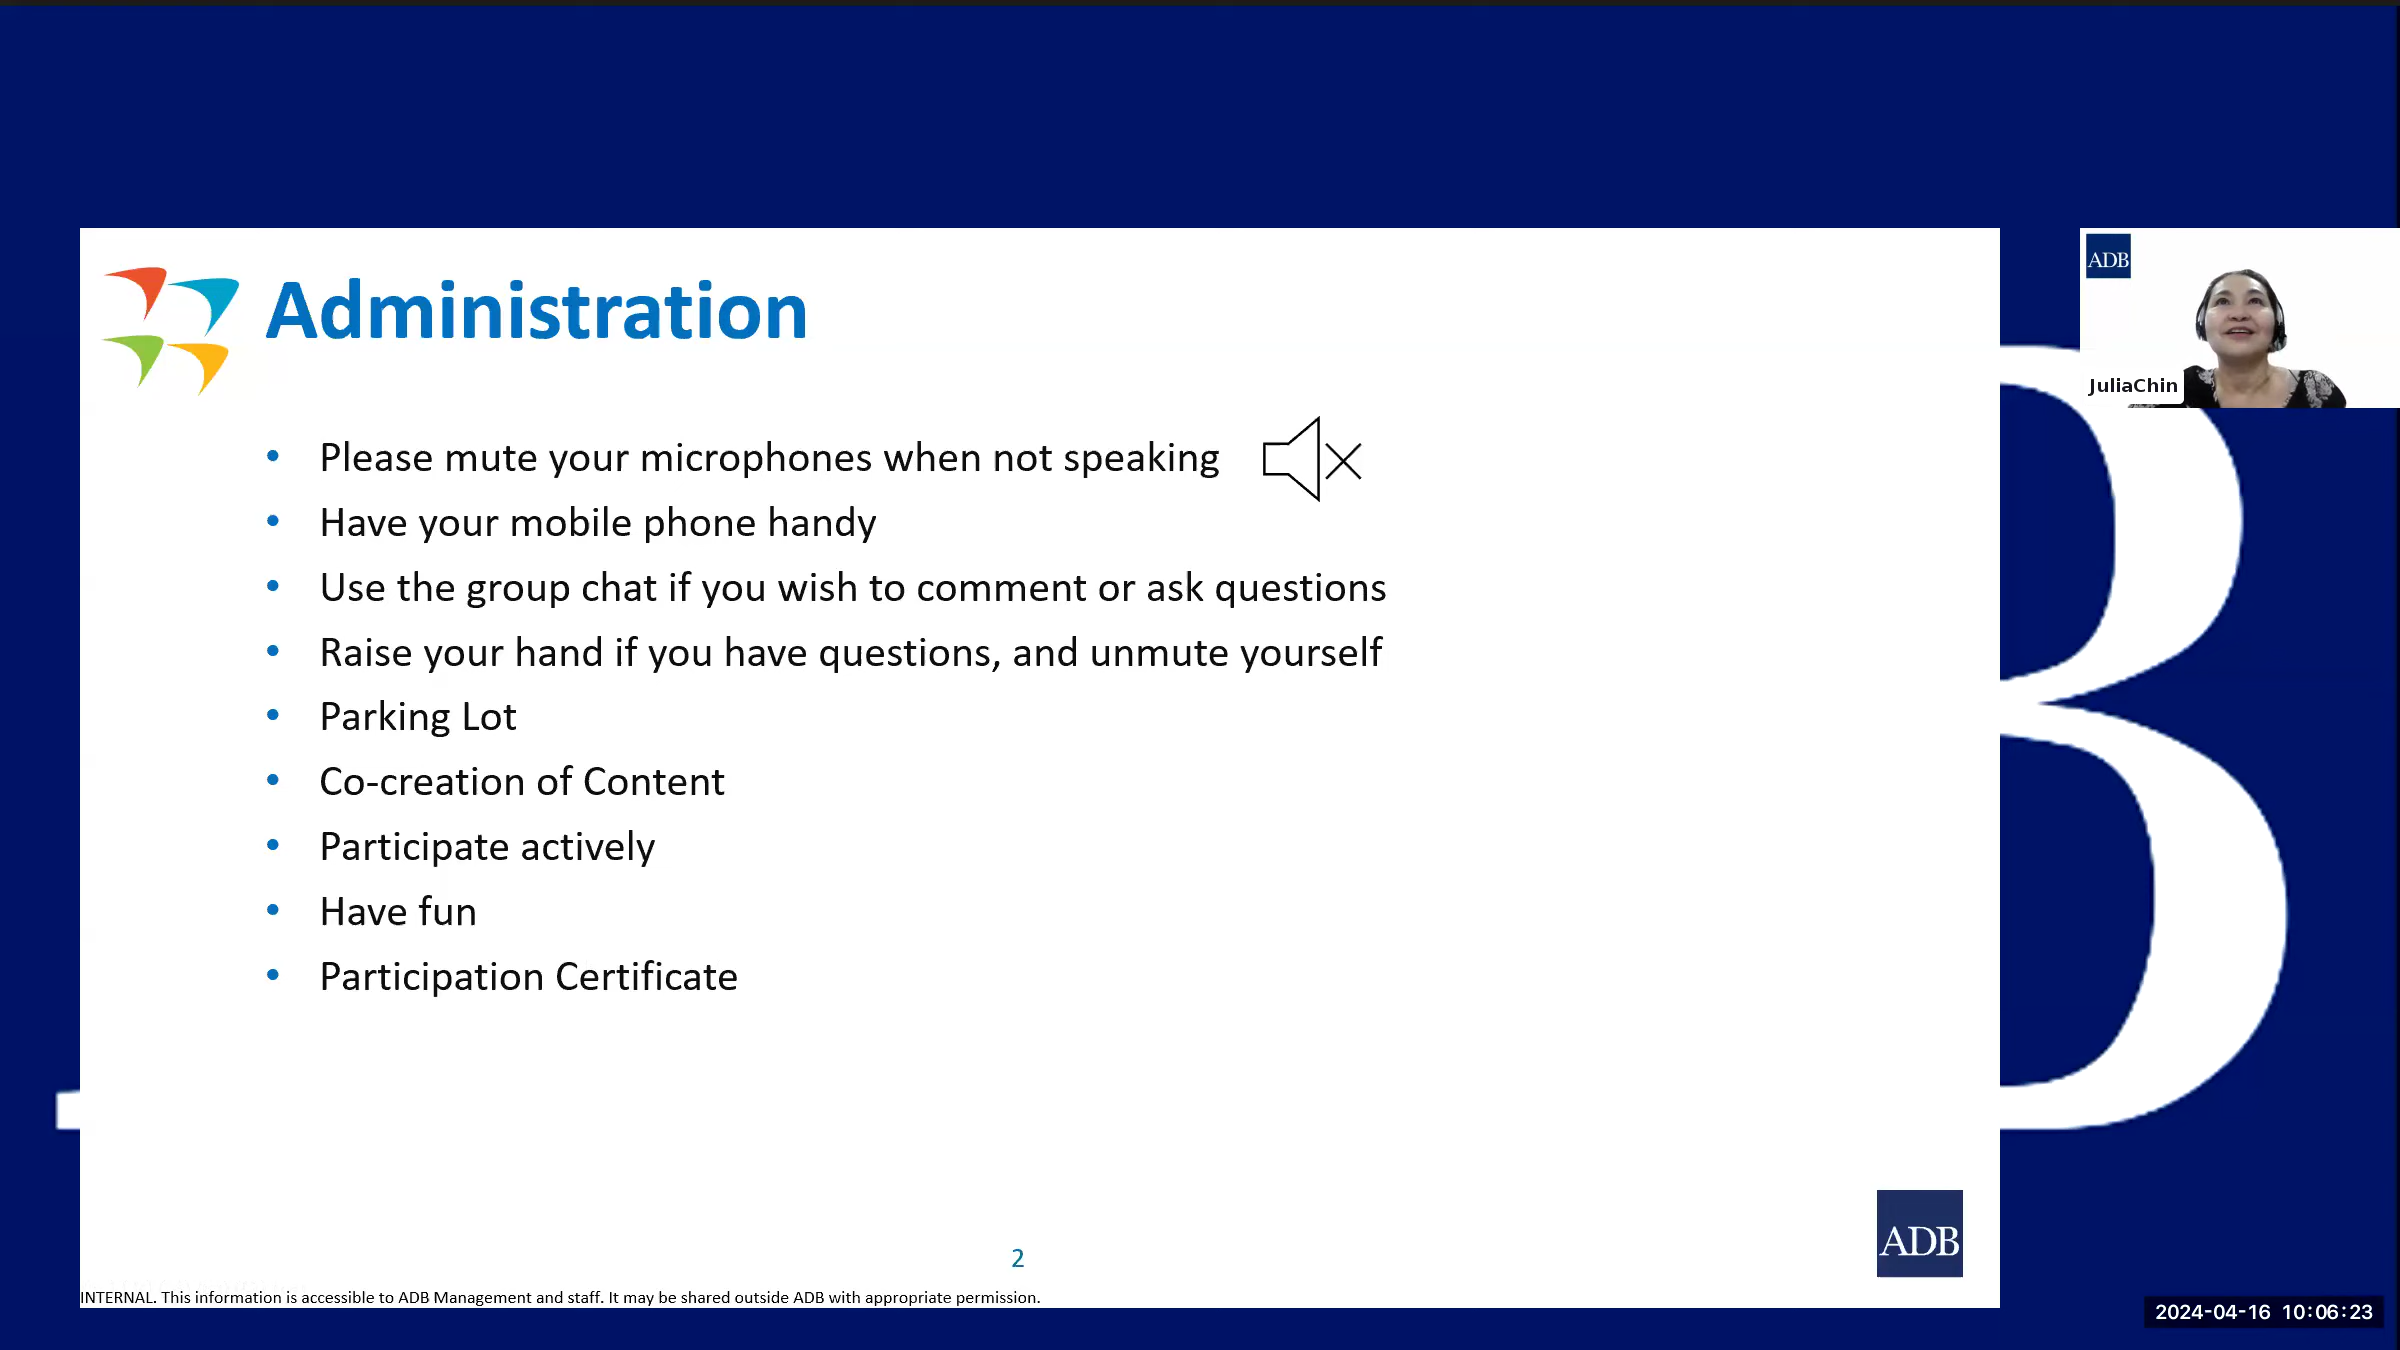 Administration
ADB
JuliaChin
• Please mute your microphones when not speaking
• Have your mobile phone handy
• Use the group chat if you wish to comment or ask questions
• Raise your hand if you have questions, and unmute yourself
• Parking Lot
• Co-creation of Content
• Participate actively
• Have fun
• Participation Certificate
ADB
2
INTERNAL. This information is accessible to ADB Management and staff. It may be shared outside ADB with appropriate permission.
2024-04-16 10:06:23